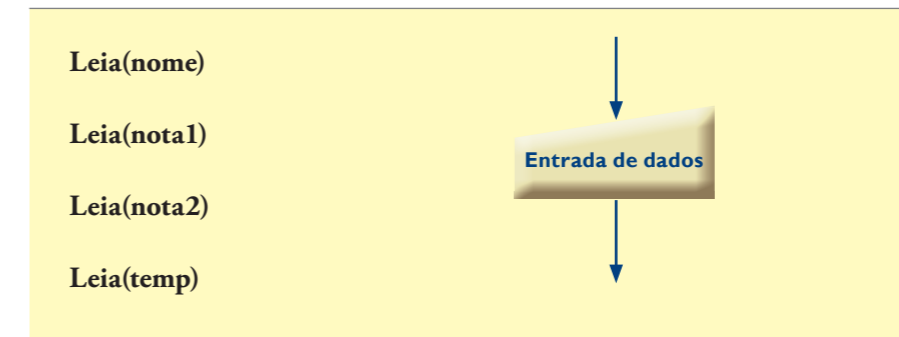 Leia(nome)
Leia(nota1)
Entrada de dados
Leia(nota2)
Leia(temp)